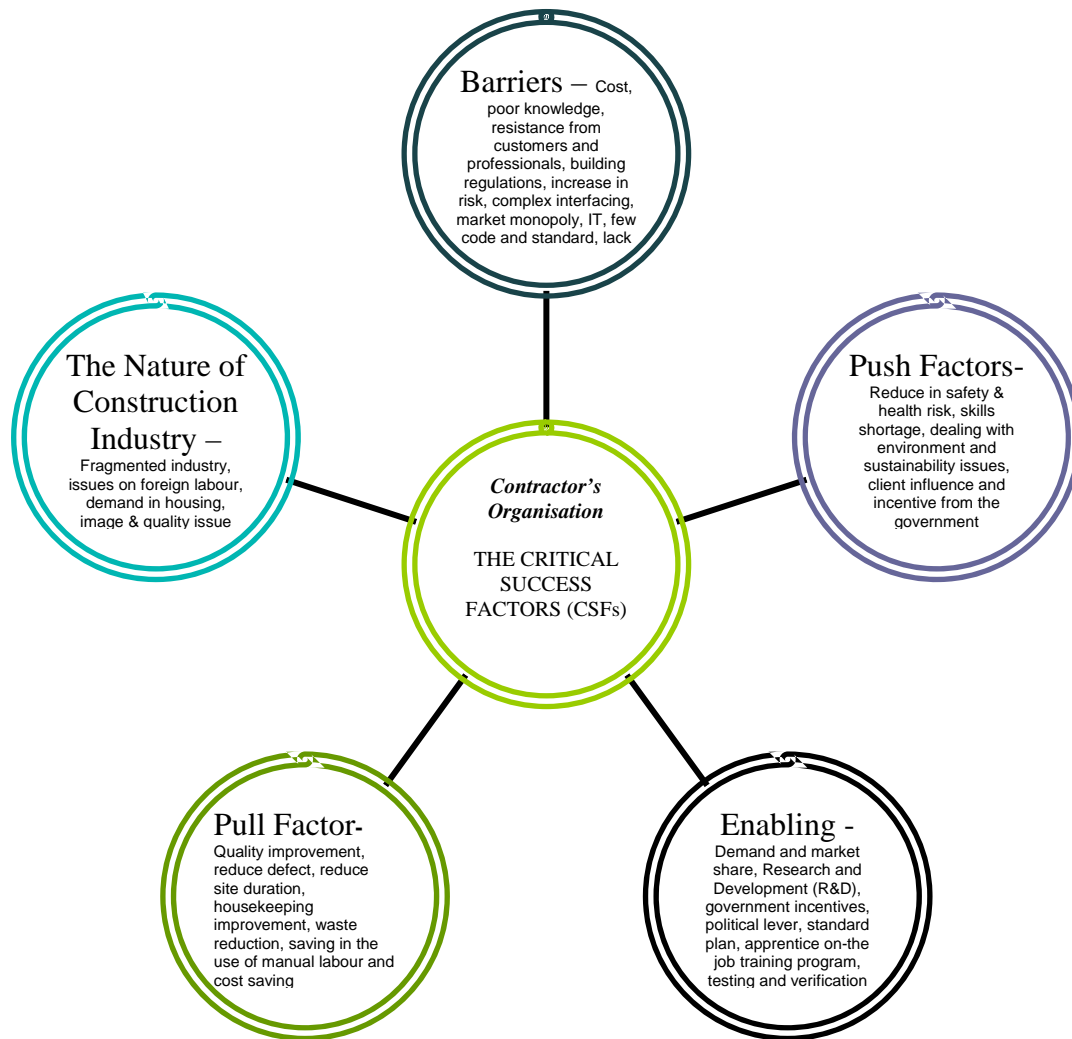 Barriers – Cost,
poor knowledge,
resistance from
customers and
professionals, building
regulations, increase in
risk, complex interfacing,
market monopoly, IT, few
code and standard, lack
The Nature of
Construction
Industry –
Fragmented industry,
issues on foreign labour,
demand in housing,
image & quality issue
Push Factors-
Reduce in safety &
health risk, skills
shortage, dealing with
environment and
sustainability issues,
client influence and
incentive from the
government
Contractor's
Organisation
THE CRITICAL
SUCCESS
FACTORS (CSFs)
Pull Factor-
Quality improvement,
reduce defect, reduce
site duration,
housekeeping
improvement, waste
reduction, saving in the
use of manual labour and
cost saving
Enabling -
Demand and market
share, Research and
Development (R&D),
government incentives,
political lever, standard
plan, apprentice on-the
job training program,
testing and verification